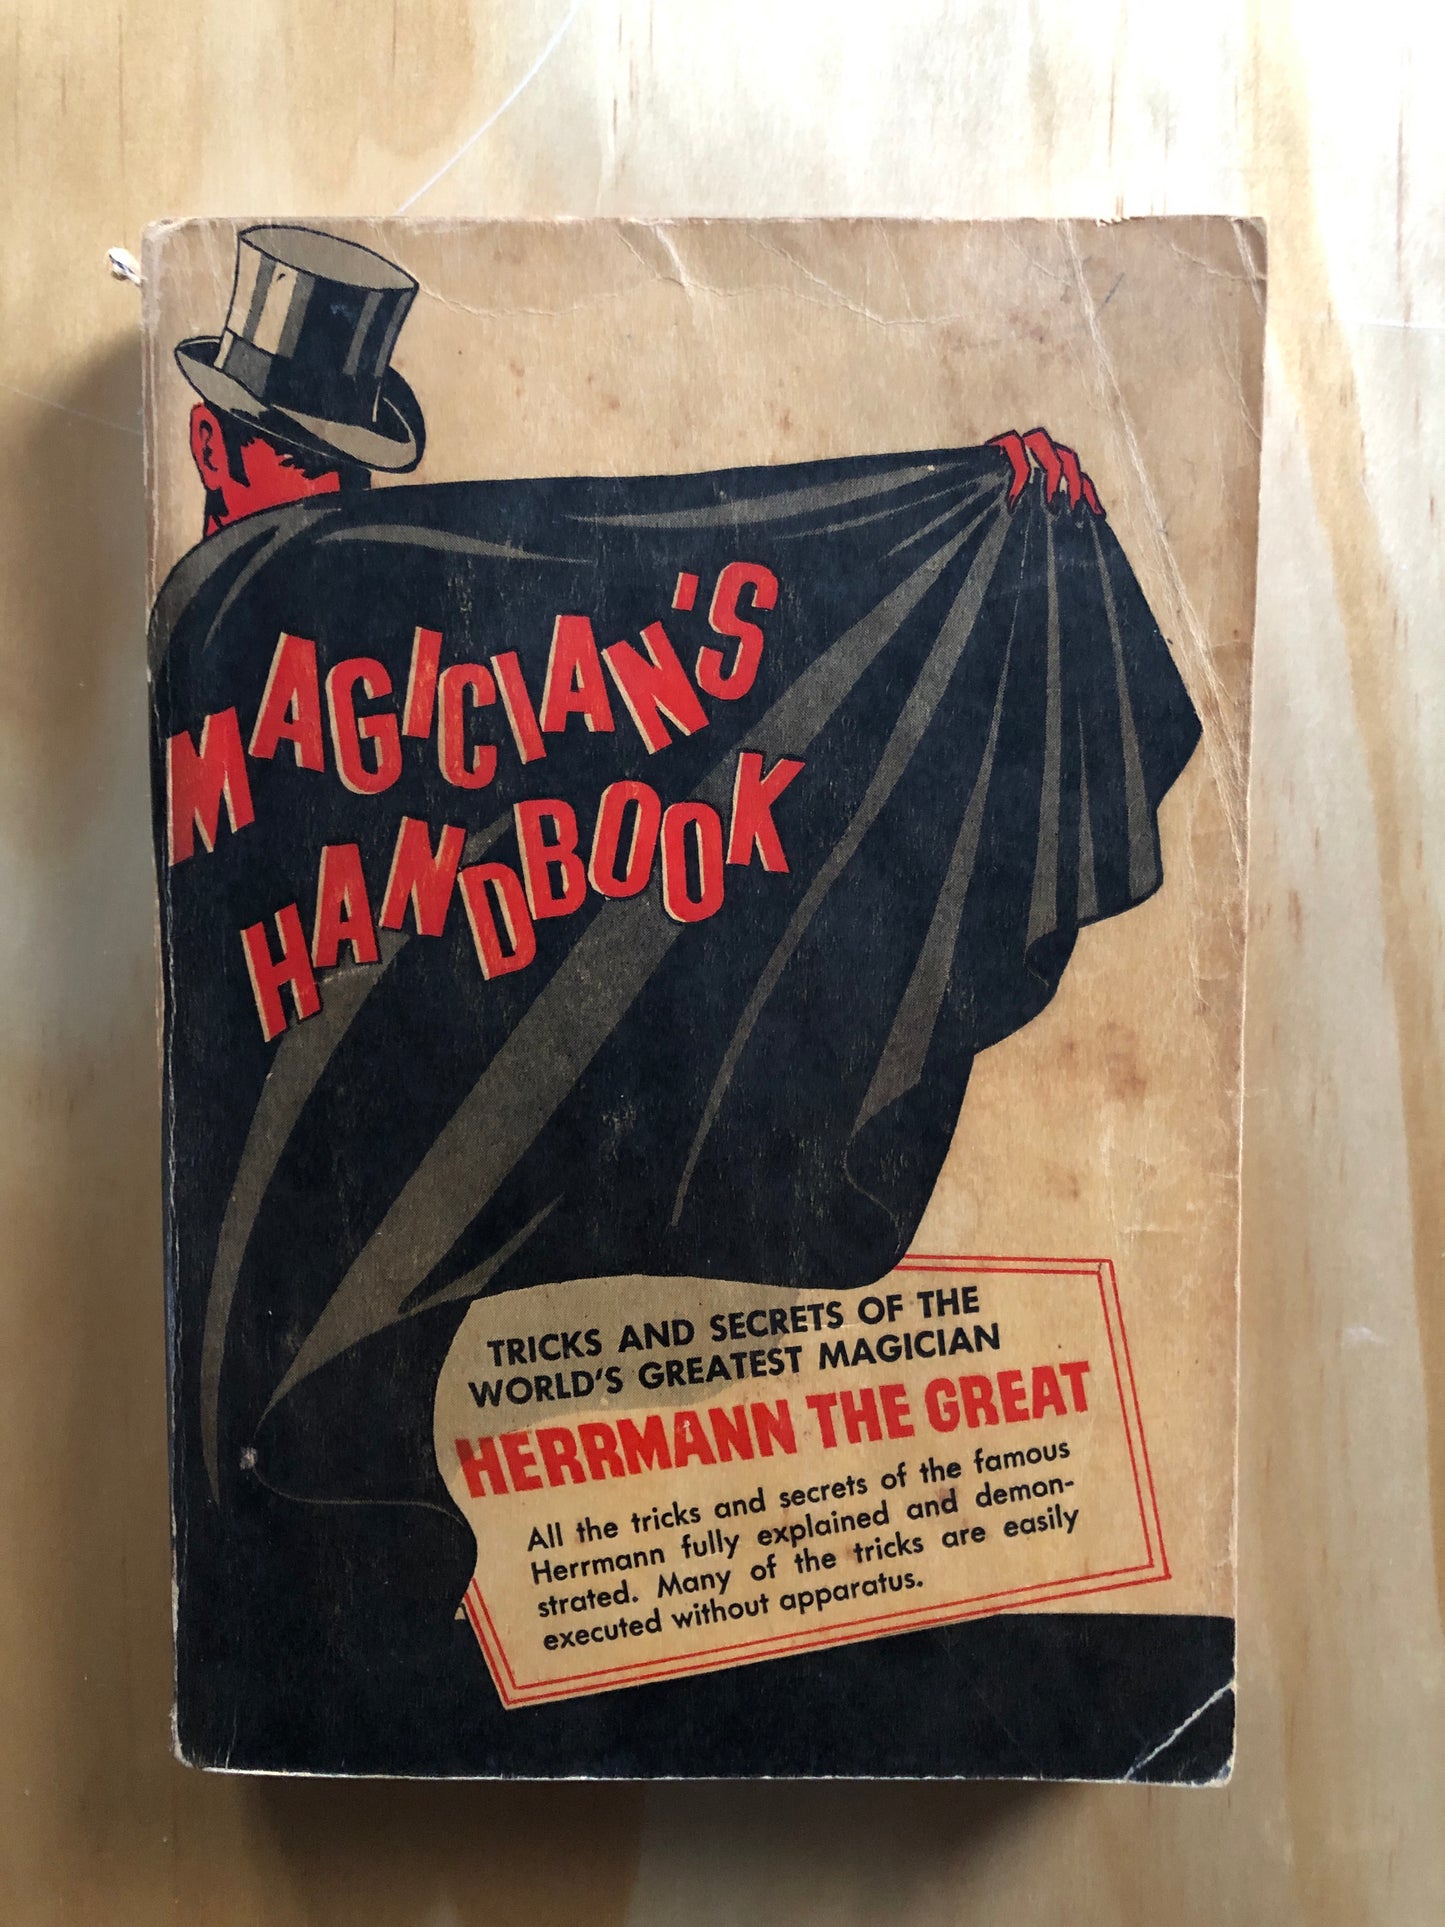 MAGICIAN'S
HANDBOOK
TRICKS AND SECRETS OF THE
WORLD'S GREATEST MAGICIAN
HERRMANN THE GREAT
All the tricks and secrets of the famous
Herrmann fully explained and demon-
strated. Many of the tricks are easily
executed without apparatus.